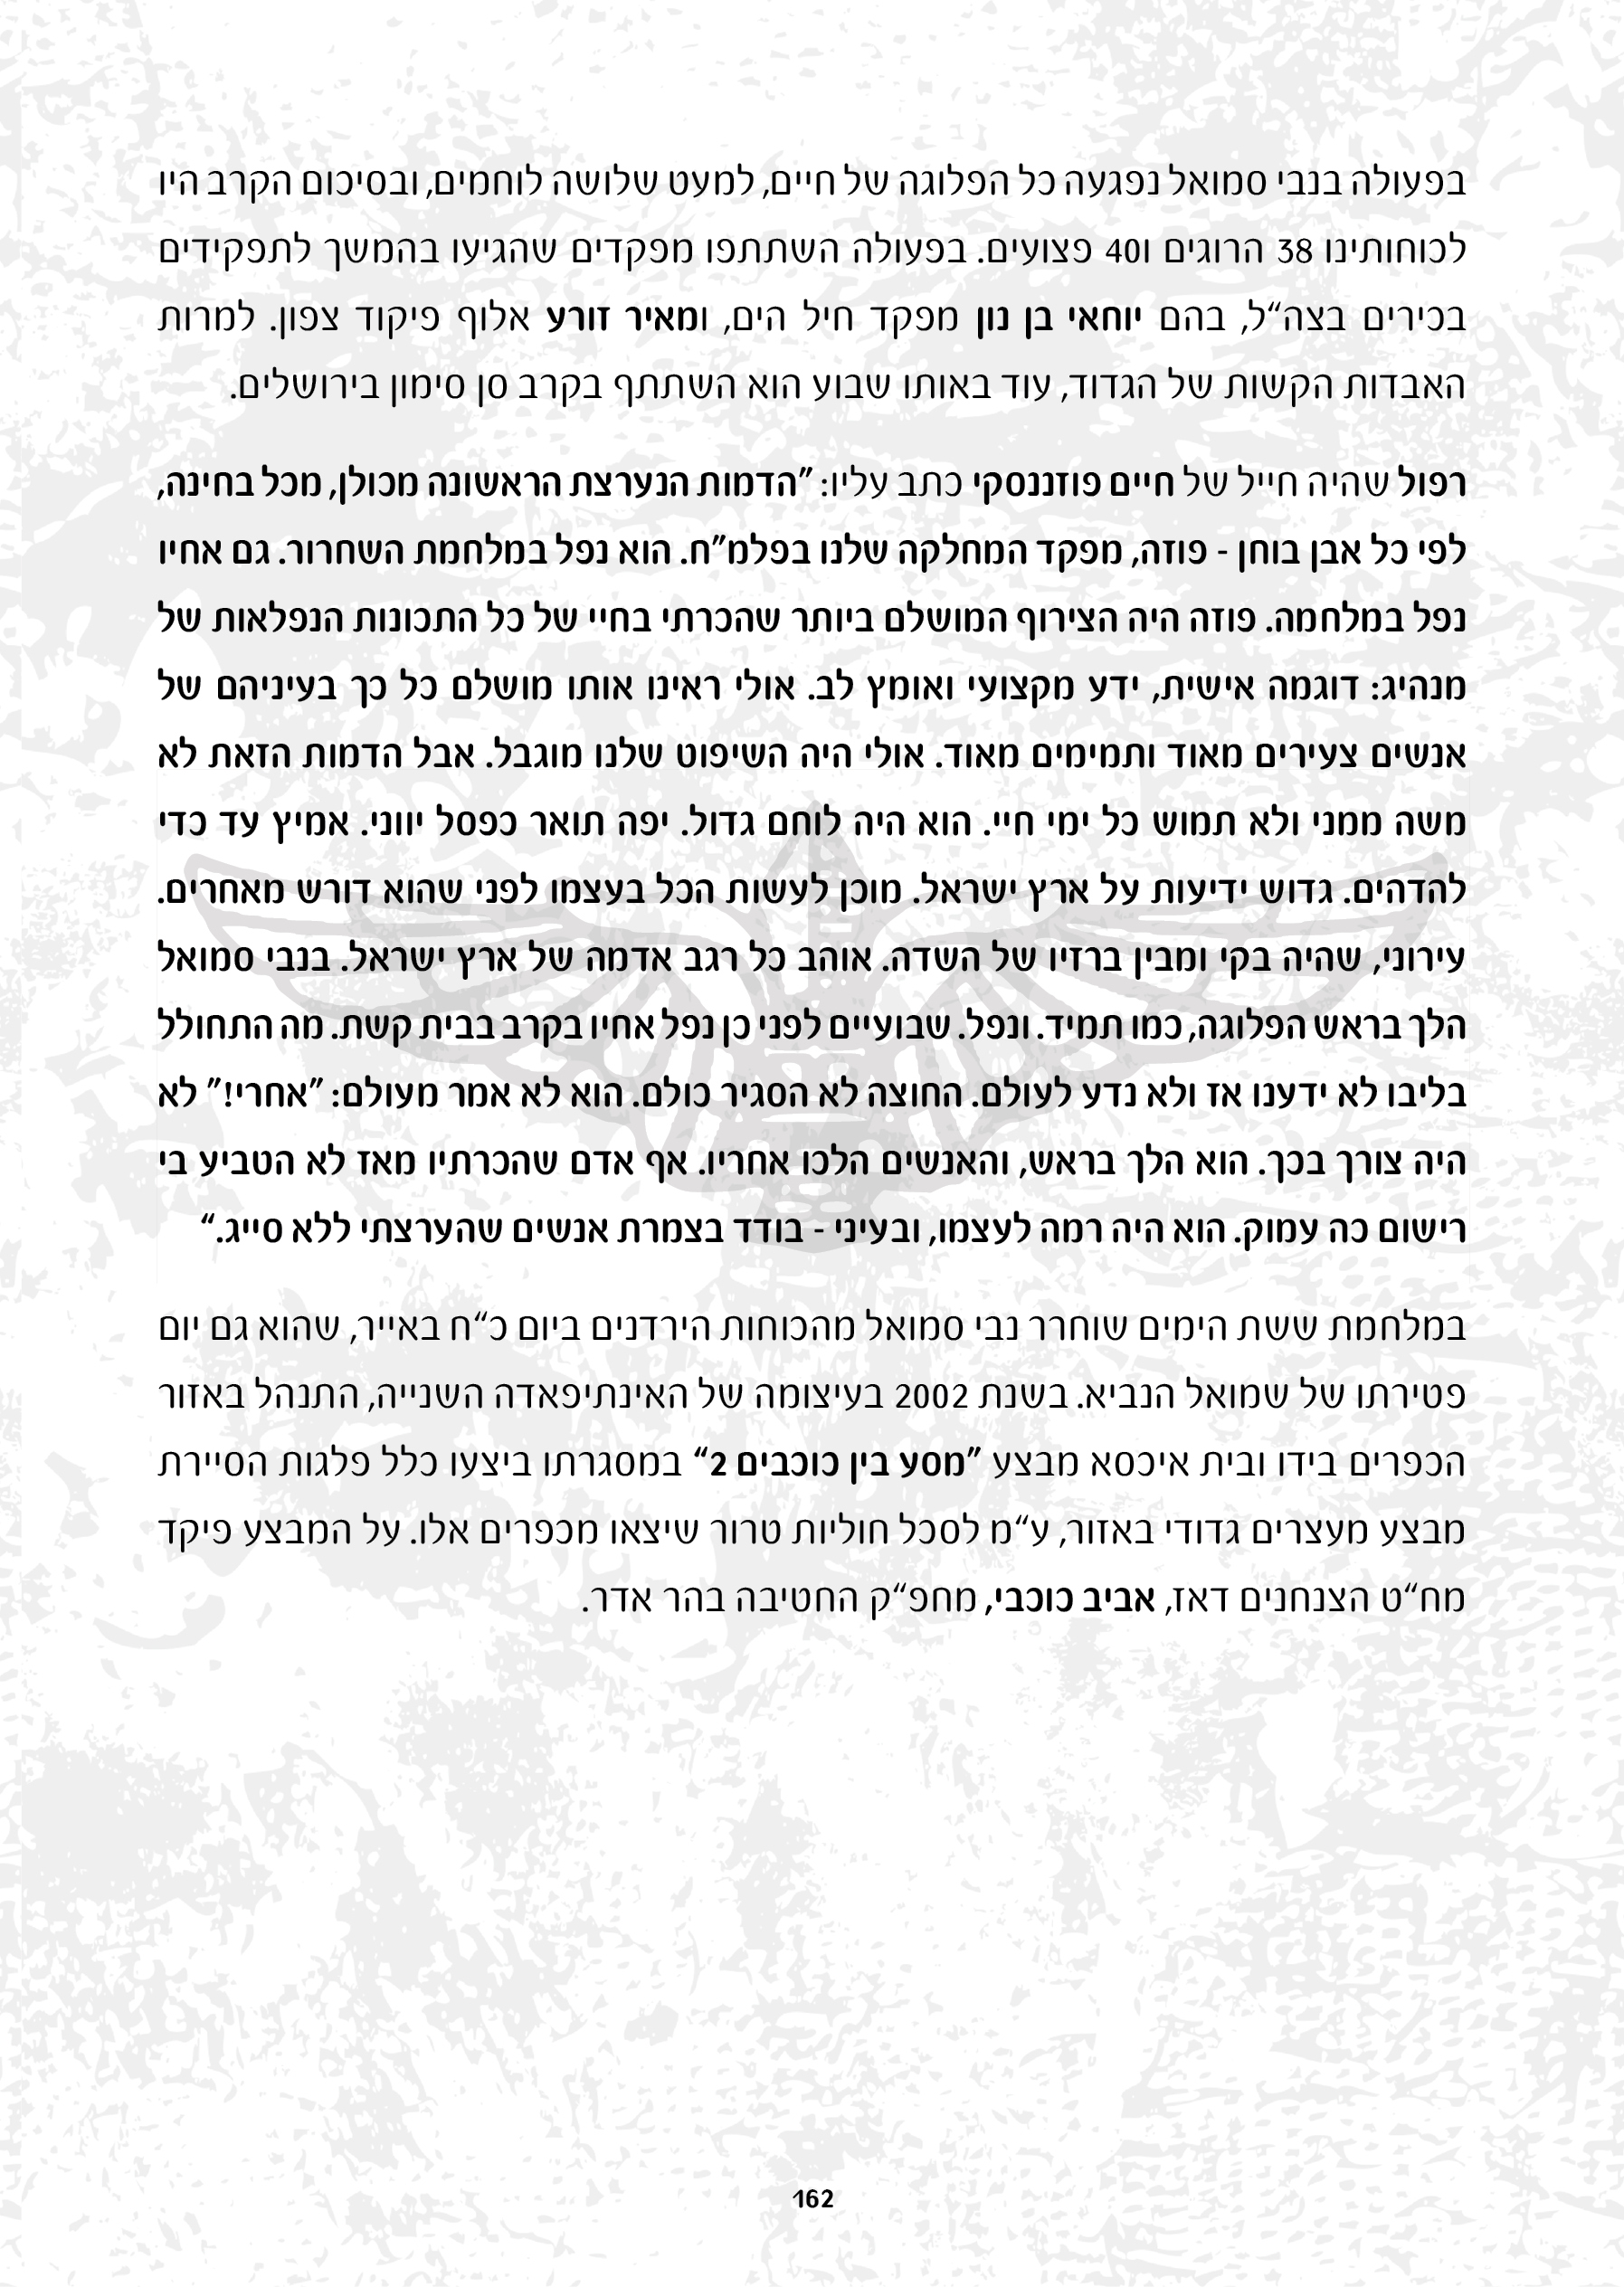 בפעולה בנבי סמואל נפגעה כל הפלוגה של חיים, למעט שלושה לוחמים, ובסיכום הקרב היו
לכוחותינו 38 הרוגים ו40 פצועים. בפעולה השתתפו מפקדים שהגיעו בהמשך לתפקידים
בכירים בצה“ל, בהם יוחאי בן נון מפקד חיל הים, ומאיר זורע אלוף פיקוד צפון. למרות
האבדות הקשות של הגדוד, עוד באותו שבוע הוא השתתף בקרב סן סימון בירושלים.
רפול שהיה חייל של חיים פוזננסקי כתב עליו: ”הדמות הנערצת הראשונה מכולן, מכל בחינה,
לפי כל אבן בוחן - פוזה, מפקד המחלקה שלנו בפלמ”ח. הוא נפל במלחמת השחרור. גם אחיו
נפל במלחמה. פוזה היה הצירוף המושלם ביותר שהכרתי בחיי של כל התכונות הנפלאות של
מנהיג: דוגמה אישית, ידע מקצועי ואומץ לב. אולי ראינו אותו מושלם כל כך בעיניהם של
אנשים צעירים מאוד ותמימים מאוד. אולי היה השיפוט שלנו מוגבל. אבל הדמות הזאת לא
משה ממני ולא תמוש כל ימי חיי. הוא היה לוחם גדול. יפה תואר כפסל יווני. אמיץ עד כדי
להדהים. גדוש ידיעות על ארץ ישראל. מוכן לעשות הכל בעצמו לפני שהוא דורש מאחרים.
עירוני, שהיה בקי ומבין ברזיו של השדה. אוהב כל רגב אדמה של ארץ ישראל. בנבי סמואל
הלך בראש הפלוגה, כמו תמיד. ונפל. שבועיים לפני כן נפל אחיו בקרב בבית קשת. מה התחולל
בליבו לא ידענו אז ולא נדע לעולם. החוצה לא הסגיר כולם. הוא לא אמר מעולם: ”אחרי!” לא
היה צורך בכך. הוא הלך בראש, והאנשים הלכו אחריו. אף אדם שהכרתיו מאז לא הטביע בי
רישום כה עמוק. הוא היה רמה לעצמו, ובעיני - בודד בצמרת אנשים שהערצתי ללא סייג.“
במלחמת ששת הימים שוחרר נבי סמואל מהכוחות הירדנים ביום כ“ח באייר, שהוא גם יום
פטירתו של שמואל הנביא. בשנת 2002 בעיצומה של האינתיפאדה השנייה, התנהל באזור
הכפרים בידו ובית איכסא מבצע ”מסע בין כוכבים 2“ במסגרתו ביצעו כלל פלגות הסיירת
מבצע מעצרים גדודי באזור, ע“מ לסכל חוליות טרור שיצאו מכפרים אלו. על המבצע פיקד
מח“ט הצנחנים דאז, אביב כוכבי, מחפ“ק החטיבה בהר אדר.
162